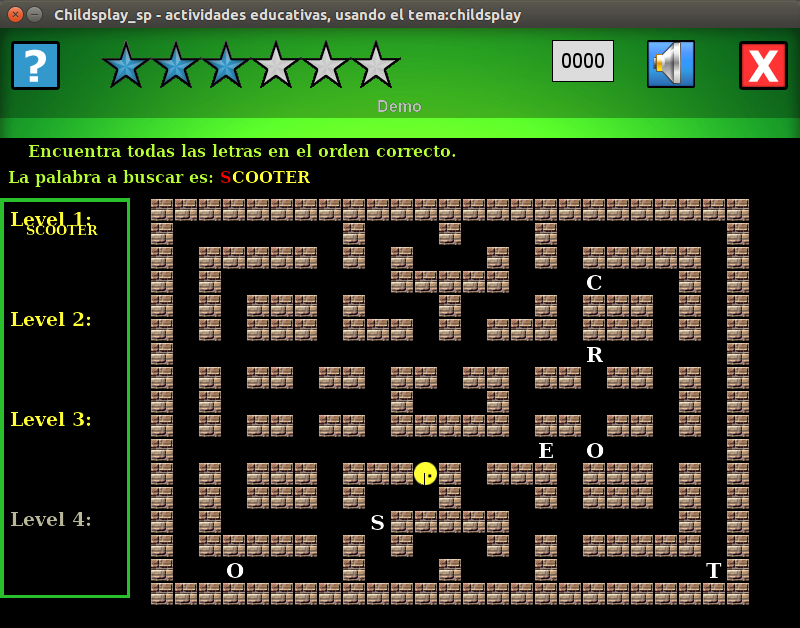 Childsplay_sp - actividades educativas, usando el tema:childsplay
?
0000
X
Demo
Encuentra todas las letras en el orden correcto.
La palabra a buscar es: SCOOTER
Level 1:
SCOOTER
Level 2:
Level 3:
Level 4:
C
R
E O
S
O T